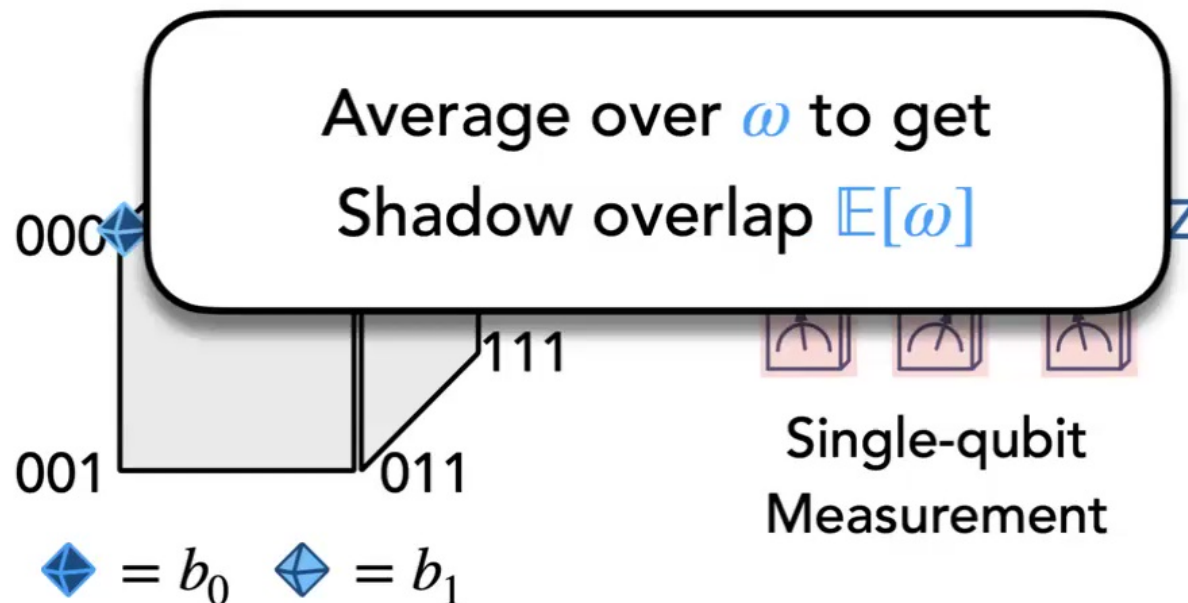 Average over ω to get
Shadow overlap 𝔼[ω]
000
Z
111
001
011
Single-qubit
Measurement
= b₀ = b₁